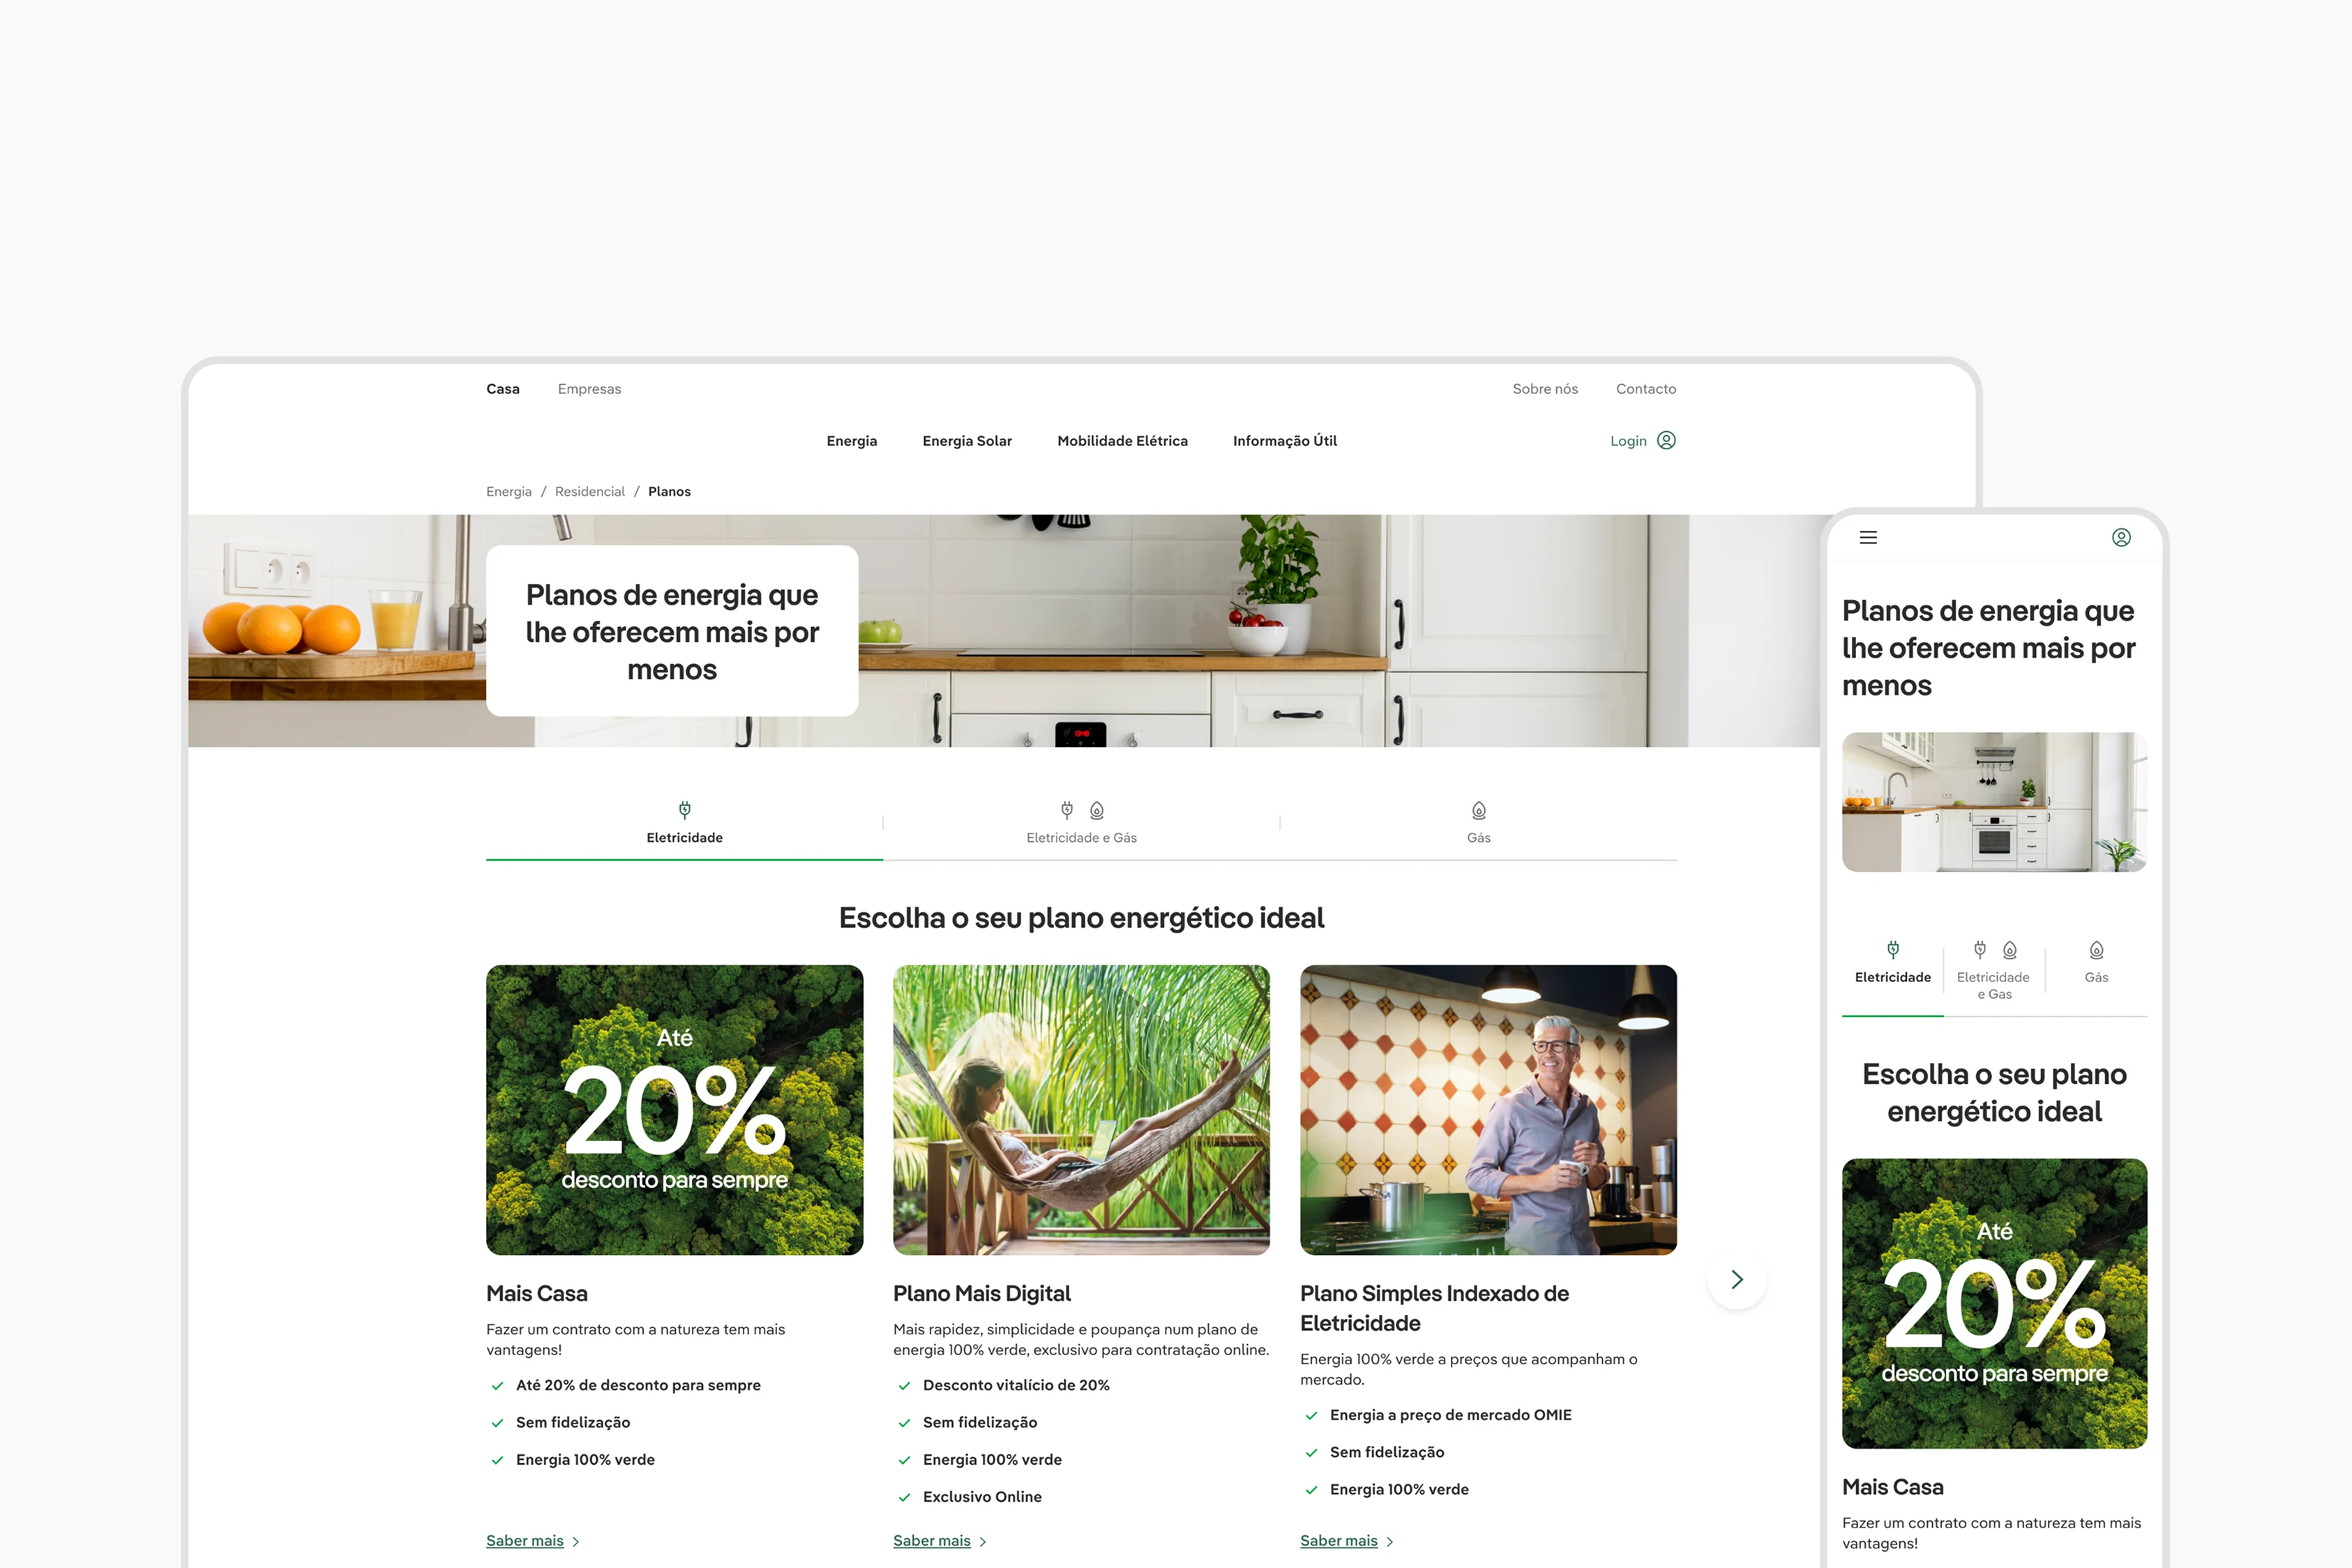 Casa Empresas Sobre nós Contacto
Energia Energia Solar Mobilidade Elétrica Informação Útil Login
Energia / Residencial / Planos
Planos de energia que
lhe oferecem mais por
menos
Eletricidade
Eletricidade e Gás
Gás
Escolha o seu plano energético ideal
Até
20%
desconto para sempre
Mais Casa
Fazer um contrato com a natureza tem mais
vantagens!
Até 20% de desconto para sempre
Sem fidelização
Energia 100% verde
Saber mais
Plano Mais Digital
Mais rapidez, simplicidade e poupança num plano de
energia 100% verde, exclusivo para contratação online.
Desconto vitalício de 20%
Sem fidelização
Energia 100% verde
Exclusivo Online
Saber mais
Plano Simples Indexado de
Eletricidade
Energia 100% verde a preços que acompanham o
mercado.
Energia a preço de mercado OMIE
Sem fidelização
Energia 100% verde
Saber mais
Planos de energia que
lhe oferecem mais por
menos
Eletricidade
Eletricidade
e Gas
Gás
Escolha o seu plano
energético ideal
Até
20%
desconto para sempre
Mais Casa
Fazer um contrato com a natureza tem mais
vantagens!